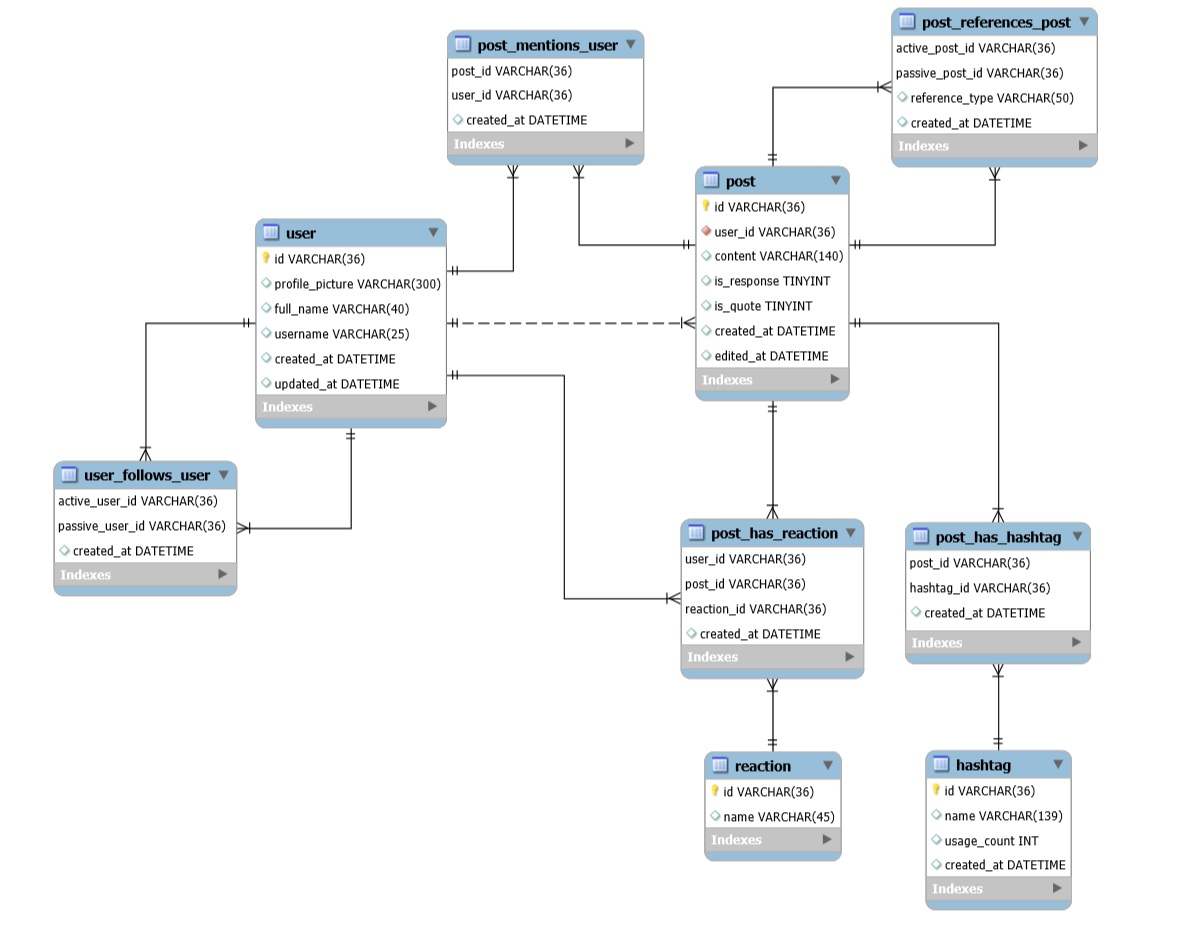 post_mentions_user
post_id VARCHAR(36)
user_id VARCHAR(36)
created_at DATETIME
Indexes
post_references_post
active_post_id VARCHAR(36)
passive_post_id VARCHAR(36)
reference_type VARCHAR(50)
created_at DATETIME
Indexes
user
id VARCHAR(36)
profile_picture VARCHAR(300)
full_name VARCHAR(40)
username VARCHAR(25)
created_at DATETIME
updated_at DATETIME
Indexes
post
id VARCHAR(36)
user_id VARCHAR(36)
content VARCHAR(140)
is_response TINYINT
is_quote TINYINT
created_at DATETIME
edited_at DATETIME
Indexes
user_follows_user
active_user_id VARCHAR(36)
passive_user_id VARCHAR(36)
created_at DATETIME
Indexes
post_has_reaction
user_id VARCHAR(36)
post_id VARCHAR(36)
reaction_id VARCHAR(36)
created_at DATETIME
Indexes
post_has_hashtag
post_id VARCHAR(36)
hashtag_id VARCHAR(36)
created_at DATETIME
Indexes
reaction
id VARCHAR(36)
name VARCHAR(45)
Indexes
hashtag
id VARCHAR(36)
name VARCHAR(139)
usage_count INT
created_at DATETIME
Indexes